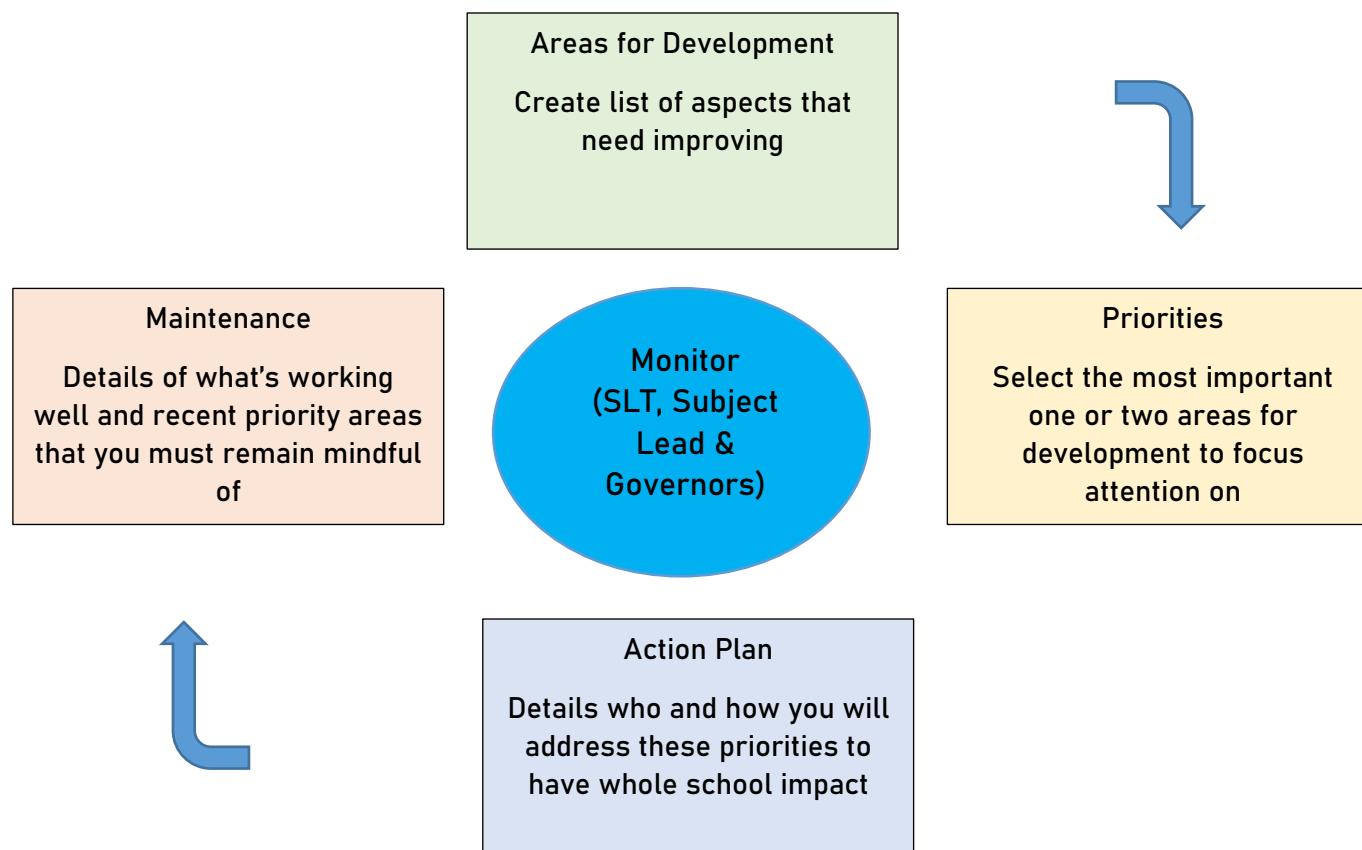 Areas for Development
Create list of aspects that
need improving
Maintenance
Details of what's working
well and recent priority areas
that you must remain mindful
of
Monitor
(SLT, Subject
Lead &
Governors)
Priorities
Select the most important
one or two areas for
development to focus
attention on
Action Plan
Details who and how you will
address these priorities to
have whole school impact